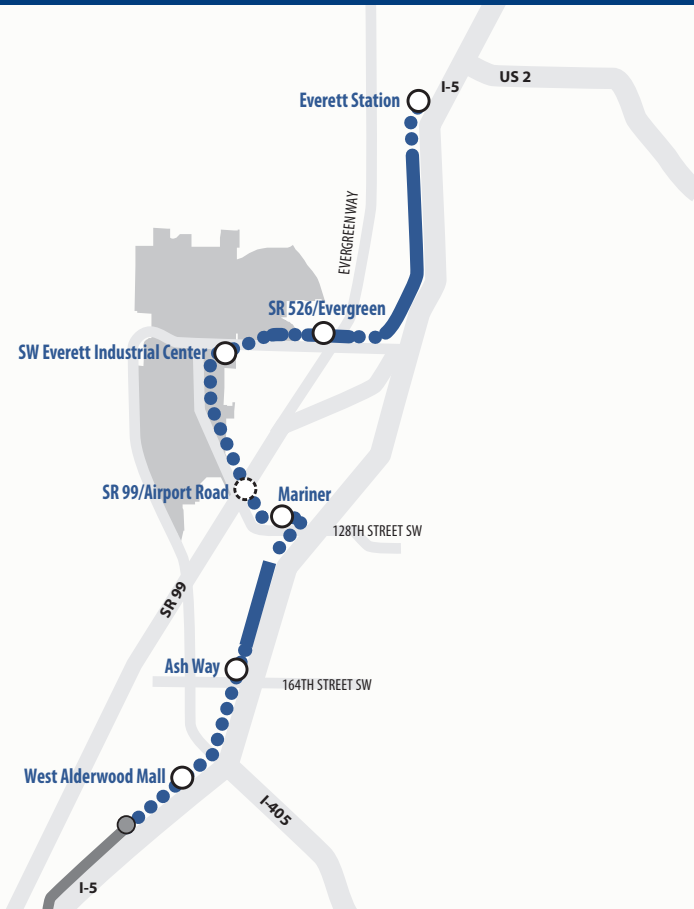 US 2
I-5
Everett Station
EVERGREEN WAY
SR 526/Evergreen
SW Everett Industrial Center
SR 99/Airport Road
Mariner
128TH STREET SW
SR 99
Ash Way
164TH STREET SW
West Alderwood Mall
I-405
I-5